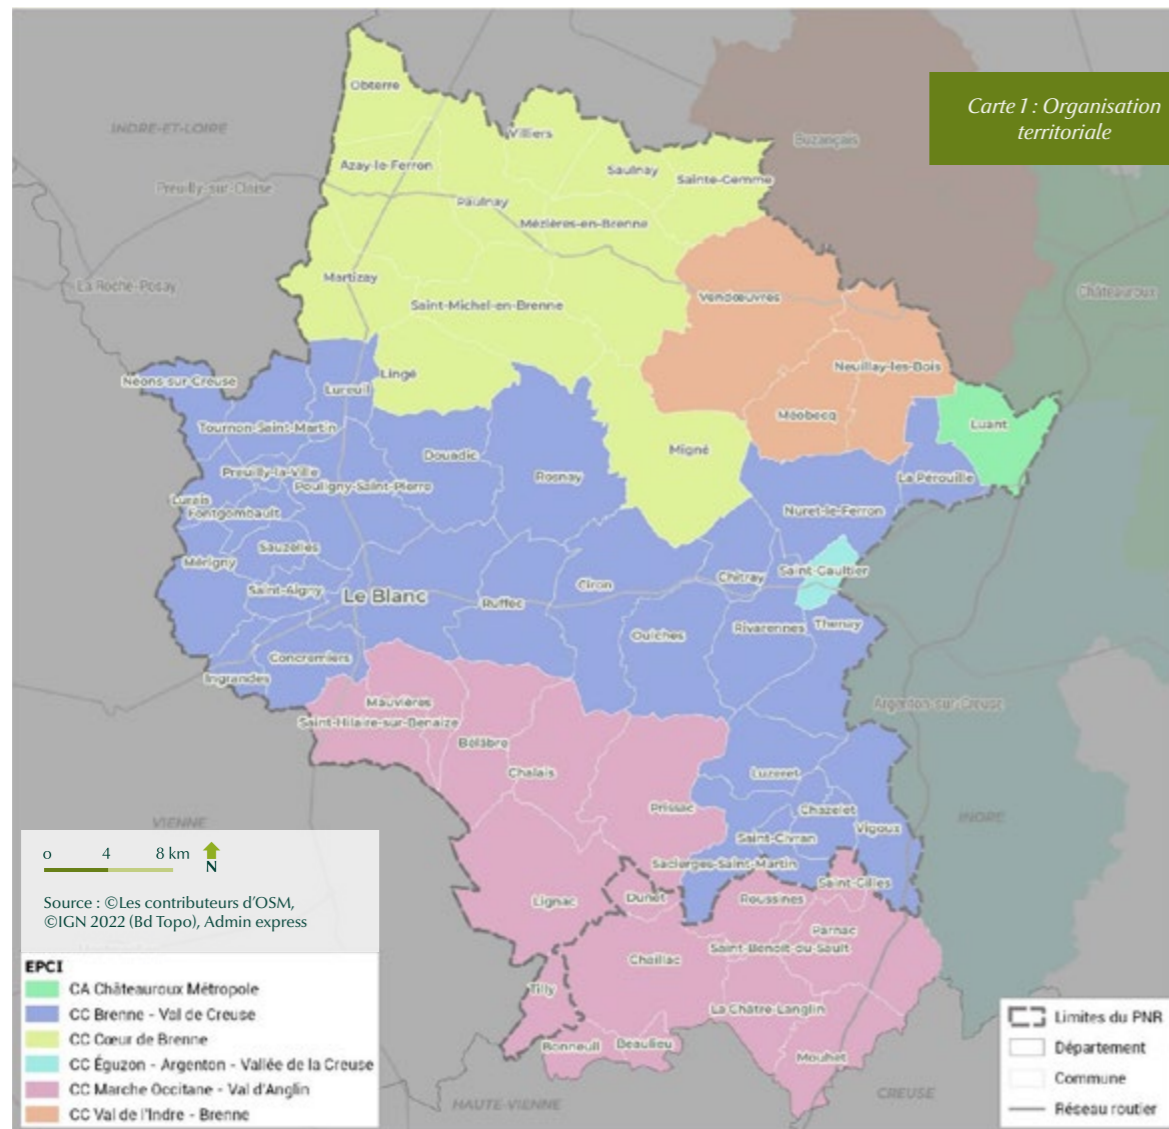 Carte 1 : Organisation
territoriale
Obterre
INDRE-ET-LOIRE
Villiers
Buzançais
Azay-le-Ferron
Saulnay
Sainte-Gemme
Preuilly-sur-Claise
Paulnay
Mézières-en-Brenne
Martizay
La Roche-Posay
Châteauroux
Vendœuvres
Saint-Michel-en-Brenne
Neuillay-les-Bois
Néons-sur-Creuse
Lingé
Lureuil
Méobecq
Luant
Tournon-Saint-Martin
Douadic
Migné
Preuilly-la-Ville
Rosnay
La Pérouille
Pouligny-Saint-Pierre
Lurais
Fontgombault
Nuret-le-Ferron
Sauzelles
Mérigny
Saint-Gaultier
Chitray
Ciron
Saint-Aigny
Le Blanc
Ruffec
Thenay
Rivarennes
Oulches
Concremiers
Ingrandes
Mauvières
Argenton-sur-Creuse
Saint-Hilaire-sur-Benaize
Bélâbre
Chalais
Luzeret
Prissac
Chazelet
VIENNE
INDRE
Vigoux
Saint-Civran
Sacierges-Saint-Martin
Saint-Gilles
Lignac
Dunet
Roussines
Parnac
Saint-Benoît-du-Sault
Chaillac
Tilly
La Châtre-Langlin
Bonneuil
Beaulieu
Mouhet
HAUTE-VIENNE
CREUSE
0 4 8 km
N
Source : ©Les contributeurs d'OSM,
©IGN 2022 (Bd Topo), Admin express
EPCI
CA Châteauroux Métropole
CC Brenne - Val de Creuse
CC Cœur de Brenne
CC Éguzon - Argenton - Vallée de la Creuse
CC Marche Occitane - Val d'Anglin
CC Val de l'Indre - Brenne
Limites du PNR
Département
Commune
Réseau routier